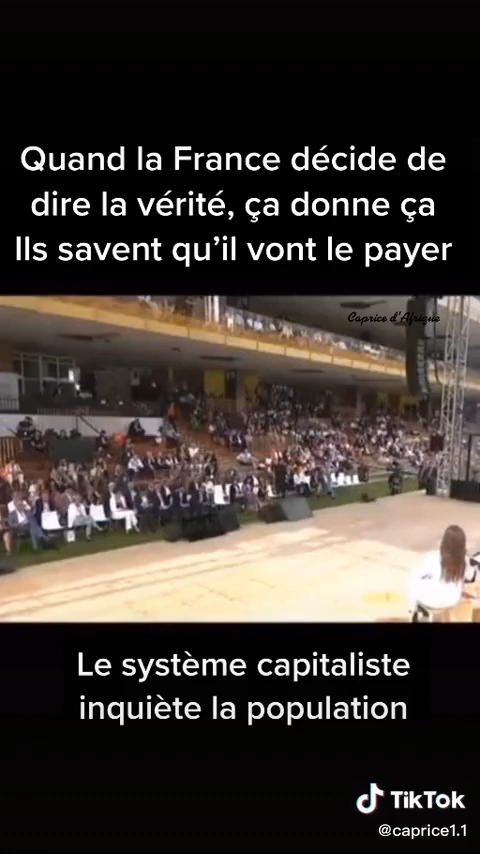 Quand la France décide de
dire la vérité, ça donne ça
Ils savent qu'il vont le payer
Caprice d'Afrique
Le système capitaliste
inquiète la population
TikTok
@caprice1.1